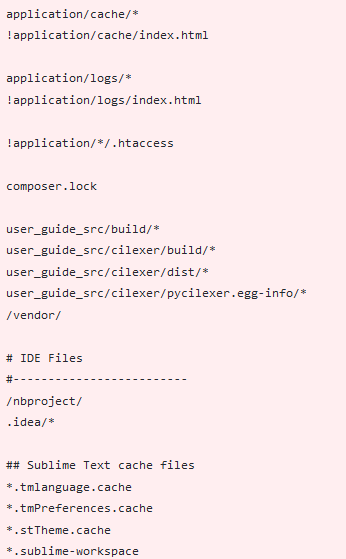 application/cache/*
!application/cache/index.html
application/logs/*
!application/logs/index.html
!application/*/.htaccess
composer.lock
user_guide_src/build/*
user_guide_src/cilexer/build/*
user_guide_src/cilexer/dist/*
user_guide_src/cilexer/pycilexer.egg-info/*
/vendor/
# IDE Files
#-------------------------
/nbproject/
.idea/*
## Sublime Text cache files
*.tmlanguage.cache
*.tmPreferences.cache
*.stTheme.cache
*.sublime-workspace